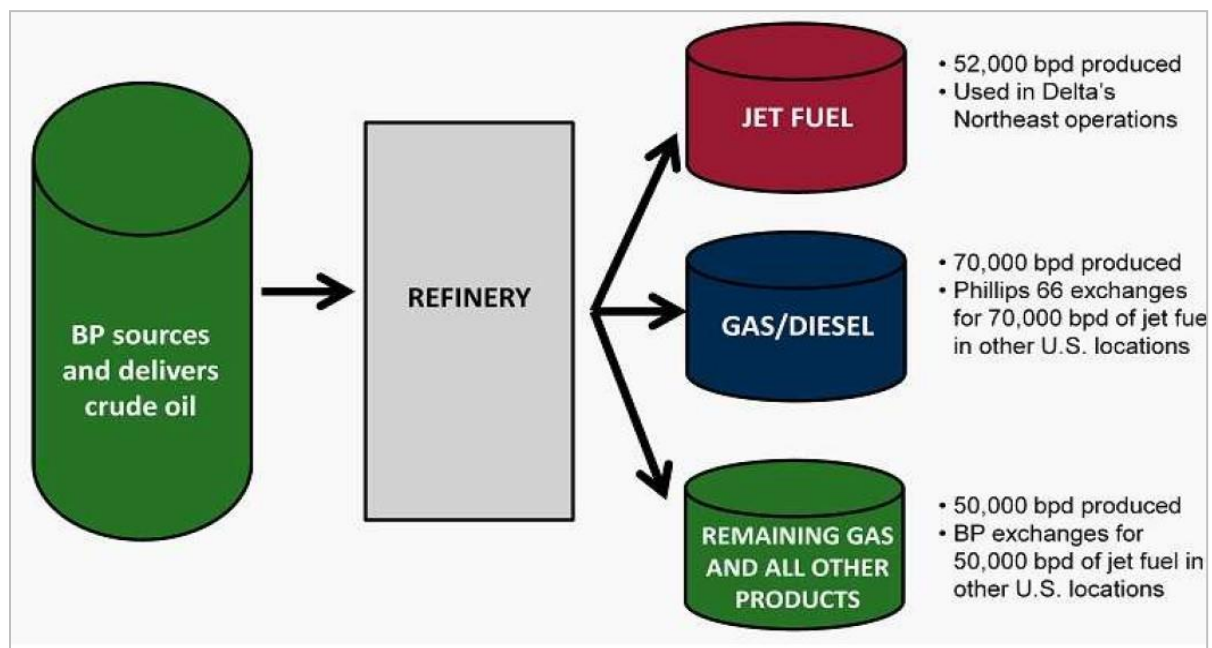 BP sources
and delivers
crude oil
REFINERY
JET FUEL
• 52,000 bpd produced
• Used in Delta's
Northeast operations
GAS/DIESEL
• 70,000 bpd produced
• Phillips 66 exchanges
for 70,000 bpd of jet fue
in other U.S. locations
REMAINING GAS
AND ALL OTHER
PRODUCTS
• 50,000 bpd produced
• BP exchanges for
50,000 bpd of jet fuel in
other U.S. locations